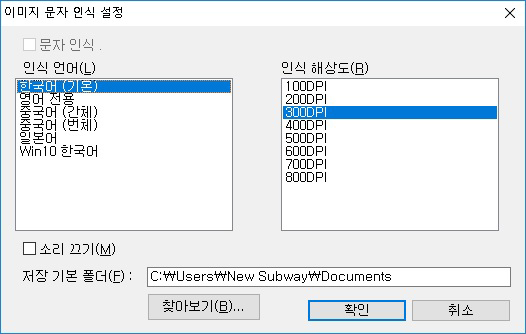 이미지 문자 인식 설정
문자 인식 .
인식 언어(L)
한국어 (기본)
영어 전용
중국어 (간체)
중국어 (번체)
일본어
Win10 한국어
인식 해상도(R)
100DPI
200DPI
300DPI
400DPI
500DPI
600DPI
700DPI
800DPI
소리 끄기(M)
저장 기본 폴더(F) : C:₩Users₩New Subway₩Documents
찾아보기(B)...
확인 취소